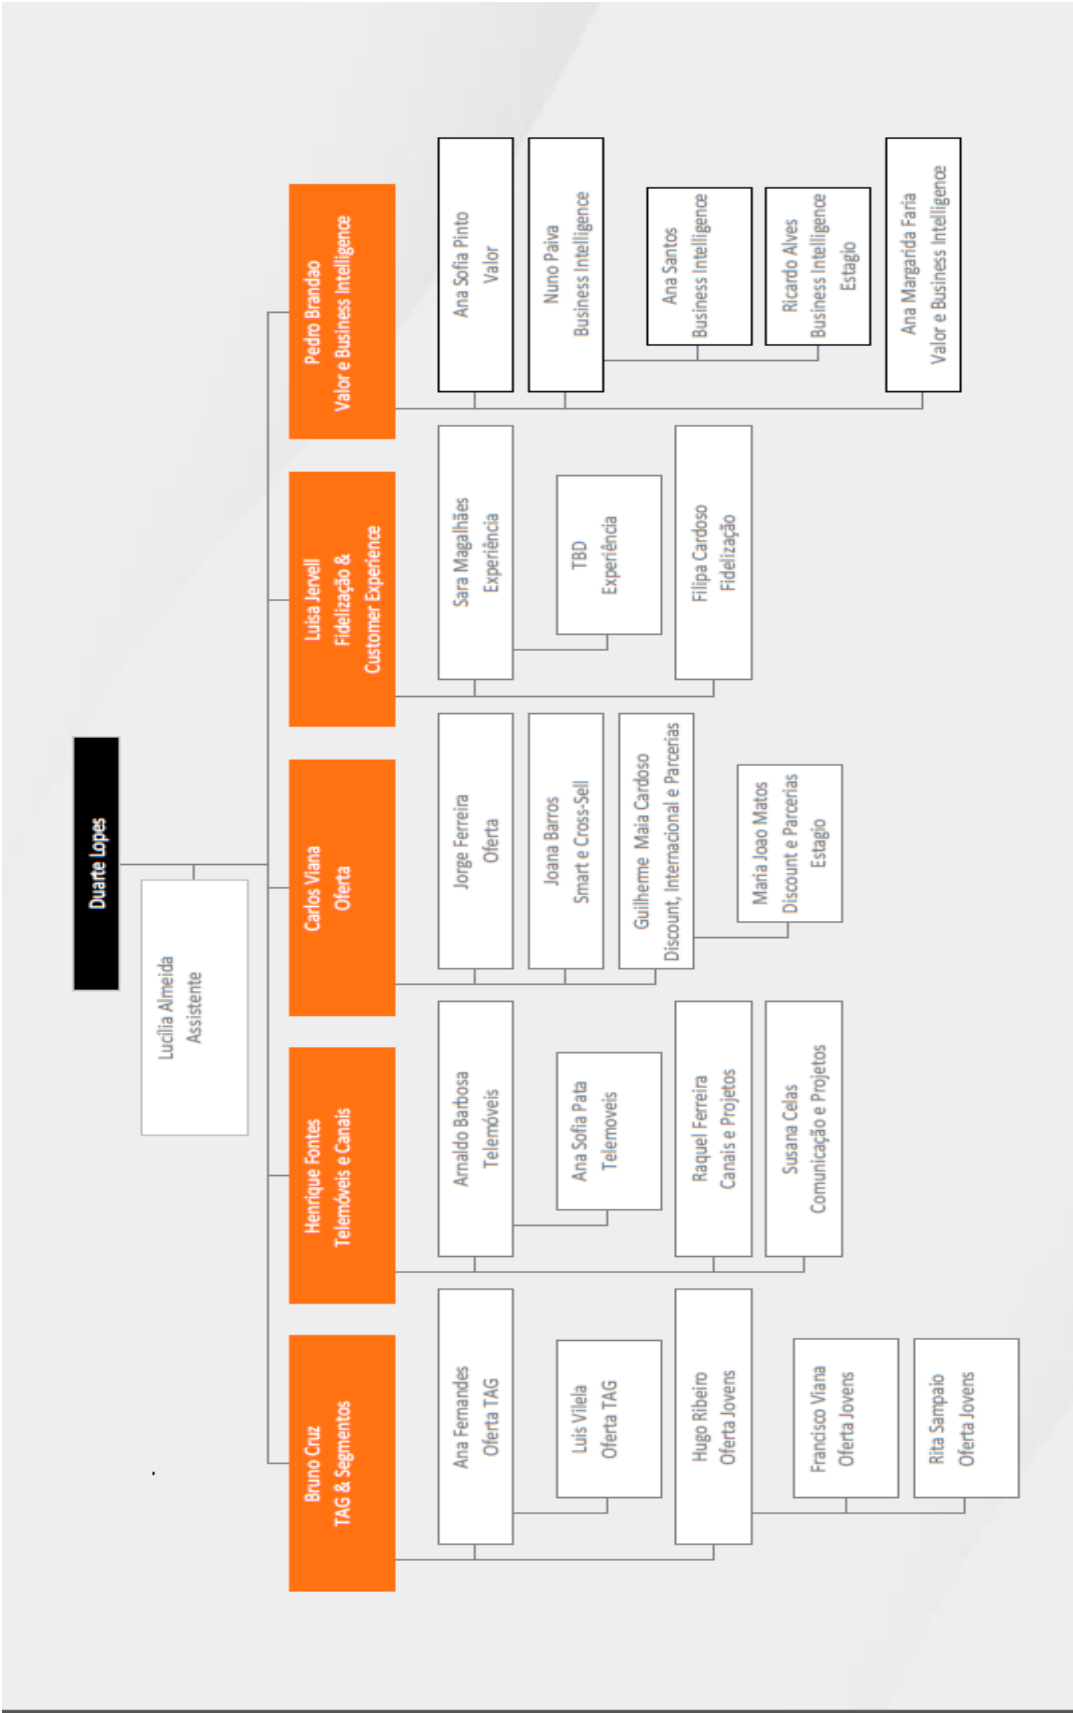 Duarte Lopes
Lucília Almeida
Assistente
Bruno Cruz
TAG & Segmentos
Ana Fernandes
Oferta TAG
Luis Vilela
Oferta TAG
Hugo Ribeiro
Oferta Jovens
Francisco Viana
Oferta Jovens
Rita Sampaio
Oferta Jovens
Henrique Fontes
Telemóveis e Canais
Arnaldo Barbosa
Telemóveis
Ana Sofia Pata
Telemoveis
Raquel Ferreira
Canais e Projetos
Susana Celas
Comunicação e Projetos
Carlos Viana
Oferta
Jorge Ferreira
Oferta
Joana Barros
Smart e Cross-Sell
Guilherme Maia Cardoso
Discount, Internacional e Parcerias
Maria Joao Matos
Discount e Parcerias
Estagio
Luisa Jervell
Fidelização &
Customer Experience
Sara Magalhães
Experiência
TBD
Experiência
Filipa Cardoso
Fidelização
Pedro Brandao
Valor e Business Intelligence
Ana Sofia Pinto
Valor
Nuno Paiva
Business Intelligence
Ana Santos
Business Intelligence
Ricardo Alves
Business Intelligence
Estagio
Ana Margarida Faria
Valor e Business Intelligence